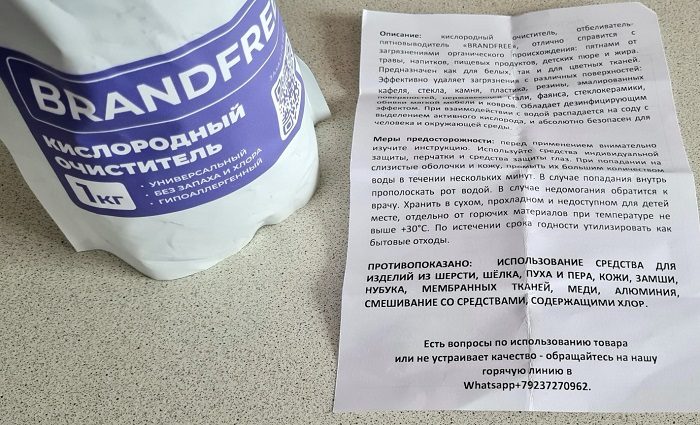 BRANDFREE
КИСЛОРОДНЫЙ
ОЧИСТИТЕЛЬ
1 КГ
· УНИВЕРСАЛЬНЫЙ
· БЕЗ ЗАПАХА И ХЛОРА
· ГИПОАЛЛЕРГЕННЫЙ
Описание: кислородный очиститель, отбеливатель-
пятновыводитель «BRANDFREE», отлично справится с
загрязнениями органического происхождения: пятнами от
травы, напитков, пищевых продуктов, детских пюре и жира.
Предназначен как для белых, так и для цветных тканей.
Эффективно удаляет загрязнения с различных поверхностей:
кафеля, стекла, камня, пластика, резины, эмалированных
поверхностей, нержавеющей стали, фаянса, стеклокерамики,
обивки мягкой мебели и ковров. Обладает дезинфицирующим
эффектом. При взаимодействии с водой распадается на соду с
выделением активного кислорода, и абсолютно безопасен для
человека и окружающей среды.
Меры предосторожности: перед применением внимательно
изучите инструкцию. Используйте средства индивидуальной
защиты, перчатки и средства защиты глаз. При попадании на
слизистые оболочки и кожу, промыть их большим количеством
воды в течении нескольких минут. В случае попадания внутрь
прополоскать рот водой. В случае недомогания обратится к
врачу. Хранить в сухом, прохладном и недоступном для детей
месте, отдельно от горючих материалов при температуре не
выше +30°С. По истечении срока годности утилизировать как
бытовые отходы.
ПРОТИВОПОКАЗАНО: ИСПОЛЬЗОВАНИЕ СРЕДСТВА ДЛЯ
ИЗДЕЛИЙ ИЗ ШЕРСТИ, ШЁЛКА, ПУХА И ПЕРА, КОЖИ, ЗАМШИ,
НУБУКА, МЕМБРАННЫХ ТКАНЕЙ, МЕДИ, АЛЮМИНИЯ,
СМЕШИВАНИЕ СО СРЕДСТВАМИ, СОДЕРЖАЩИМИ ХЛОР.
Есть вопросы по использованию товара
или не устраивает качество - обращайтесь на нашу
горячую линию в
Whatsapp+79237270962.